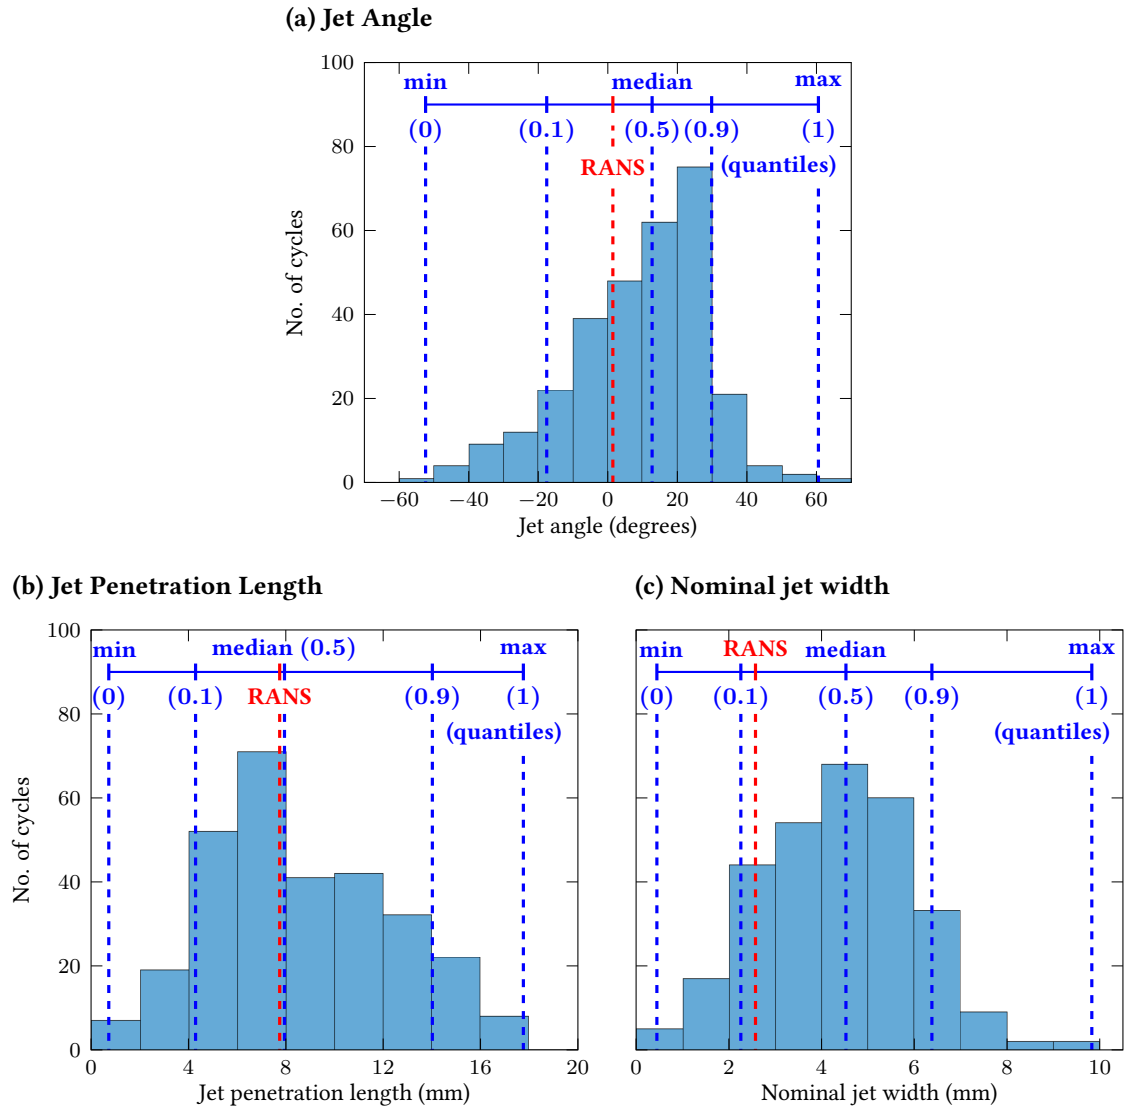 (a) Jet Angle
100
80
60
40
20
0
No. of cycles
min
median
max
(0)
(0.1)
(0.5)
(0.9)
(1)
RANS
(quantiles)
−60
−40
−20
0
20
40
60
Jet angle (degrees)
(b) Jet Penetration Length
100
80
60
40
20
0
No. of cycles
min
median (0.5)
max
(0)
(0.1)
RANS
(0.9)
(1)
(quantiles)
0
4
8
12
16
20
Jet penetration length (mm)
(c) Nominal jet width
min
RANS
median
max
(0)
(0.1)
(0.5)
(0.9)
(1)
(quantiles)
0
2
4
6
8
10
Nominal jet width (mm)